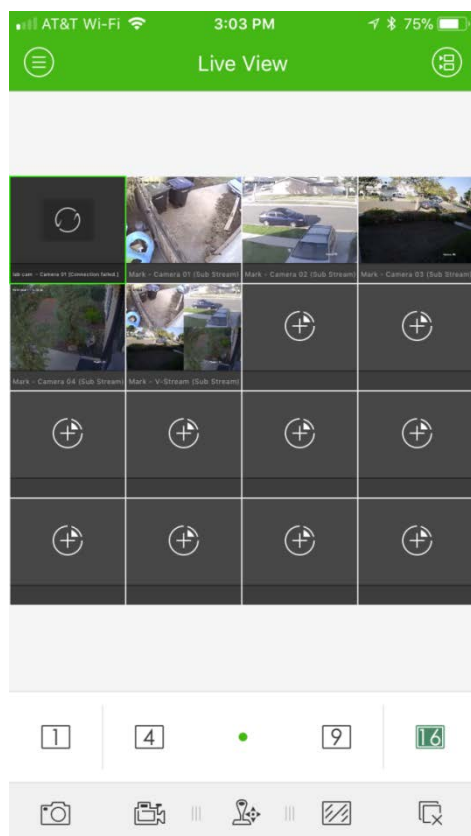 AT&T Wi-Fi 3:03 PM 75%
Live View
Camera 01 [Connection failed.]
Mark - Camera 01 (Sub Stream)
Mark - Camera 02 (Sub Stream)
Mark - Camera 03 (Sub Stream)
Mark - Camera 04 (Sub Stream)
Mark - V-Stream (Sub Stream)
1 4 9 16